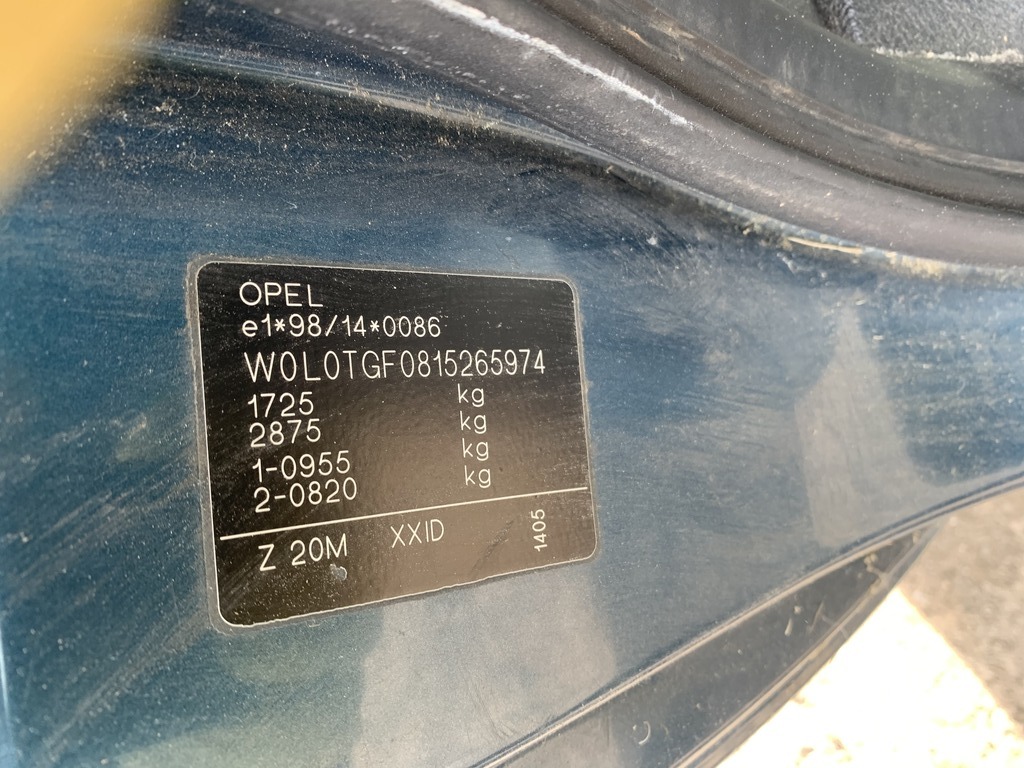 OPEL
e1*98/14*0086
W0L0TGF0815265974
1725 kg
2875 kg
1-0955 kg
2-0820 kg
Z 20M XXID 1405